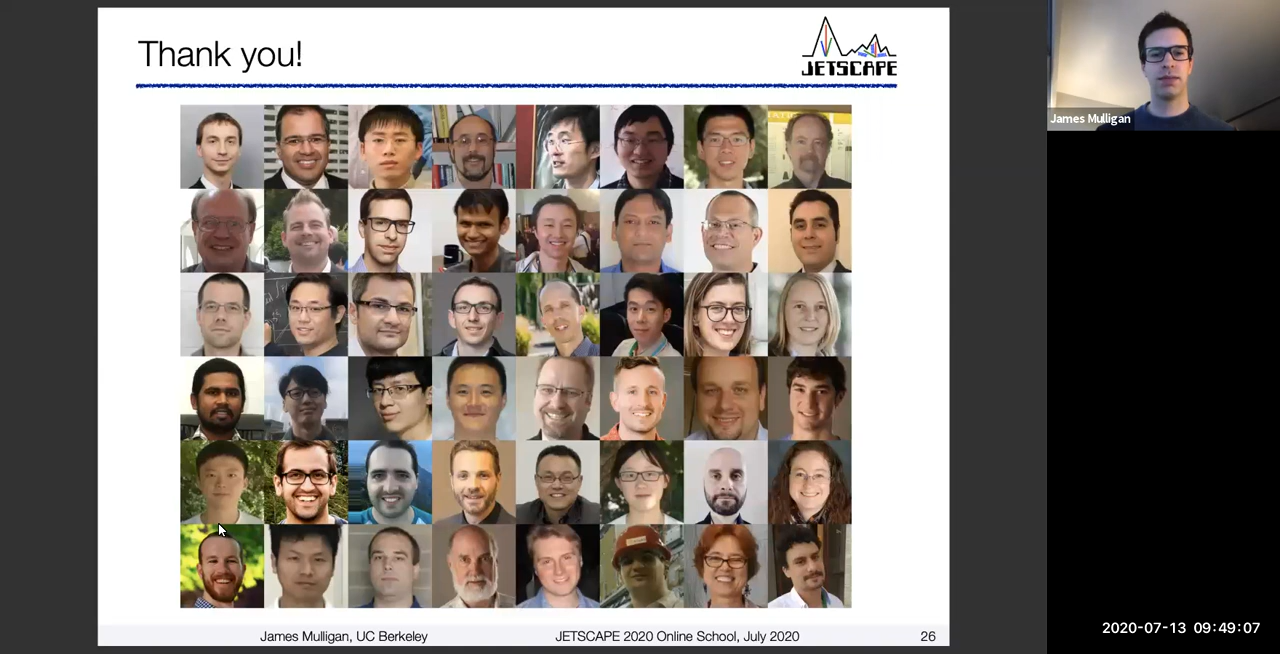 Thank you!
JETSCAPE
James Mulligan
James Mulligan, UC Berkeley
JETSCAPE 2020 Online School, July 2020
26
2020-07-13 09:49:07